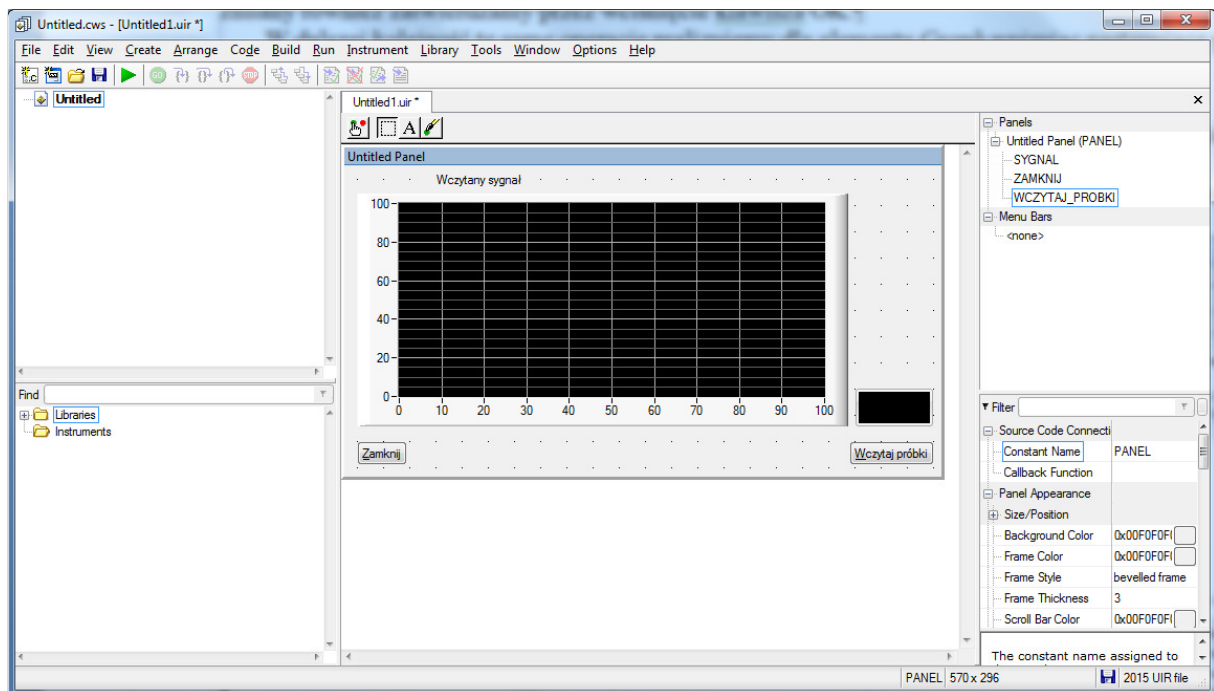 Untitled.cws - [Untitled1.uir *]
File Edit View Create Arrange Code Build Run Instrument Library Tools Window Options Help
Untitled
Untitled1.uir *
Untitled Panel
Wczytany sygnał
100
80
60
40
20
0
0 10 20 30 40 50 60 70 80 90 100
Zamknij
Wczytaj próbki
Find
Libraries
Instruments
Panels
Untitled Panel (PANEL)
SYGNAL
ZAMKNIJ
WCZYTAJ_PROBKI
Menu Bars
<none>
Filter
Source Code Connecti
Constant Name PANEL
Callback Function
Panel Appearance
Size/Position
Background Color 0x00F0F0F(
Frame Color 0x00F0F0F(
Frame Style bevelled frame
Frame Thickness 3
Scroll Bar Color 0x00F0F0F(
The constant name assigned to
PANEL 570 x 296 2015 UIR file